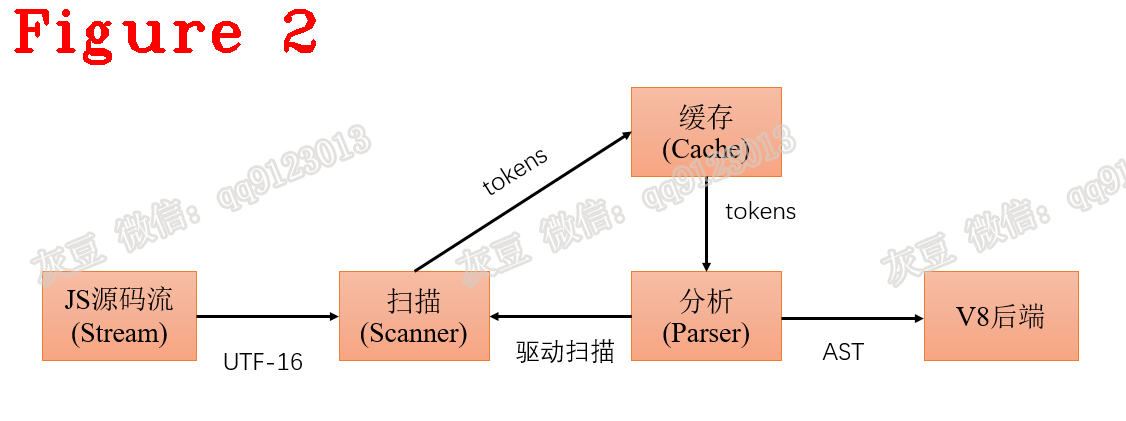 Figure 2
缓存
(Cache)
tokens
tokens
JS源码流
(Stream)
UTF-16
扫描
(Scanner)
驱动扫描
分析
(Parser)
AST
V8后端
灰豆 微信：qq9123013
灰豆 微信：qq9123013
灰豆 微信：qq9